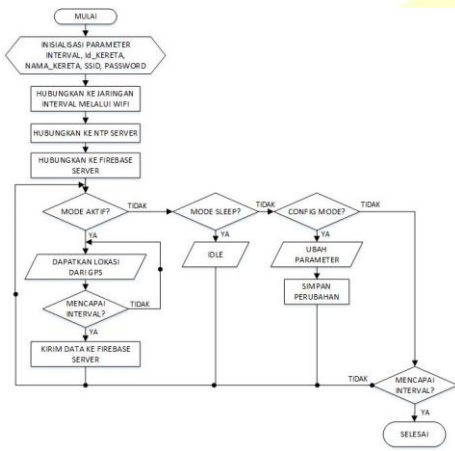 MULAI
INISIALISASI PARAMETER
INTERVAL, Id_KERETA,
NAMA_KERETA, SSID, PASSWORD
HUBUNGKAN KE JARINGAN
INTERVAL MELALUI WIFI
HUBUNGKAN KE NTP SERVER
HUBUNGKAN KE FIREBASE
SERVER
MODE AKTIF?
TIDAK
MODE SLEEP?
TIDAK
CONFIG MODE?
TIDAK
YA
YA
YA
DAPATKAN LOKASI
DARI GPS
IDLE
UBAH
PARAMETER
MENCAPAI
INTERVAL?
TIDAK
SIMPAN
PERUBAHAN
YA
KIRIM DATA KE FIREBASE
SERVER
TIDAK
MENCAPAI
INTERVAL?
YA
SELESAI